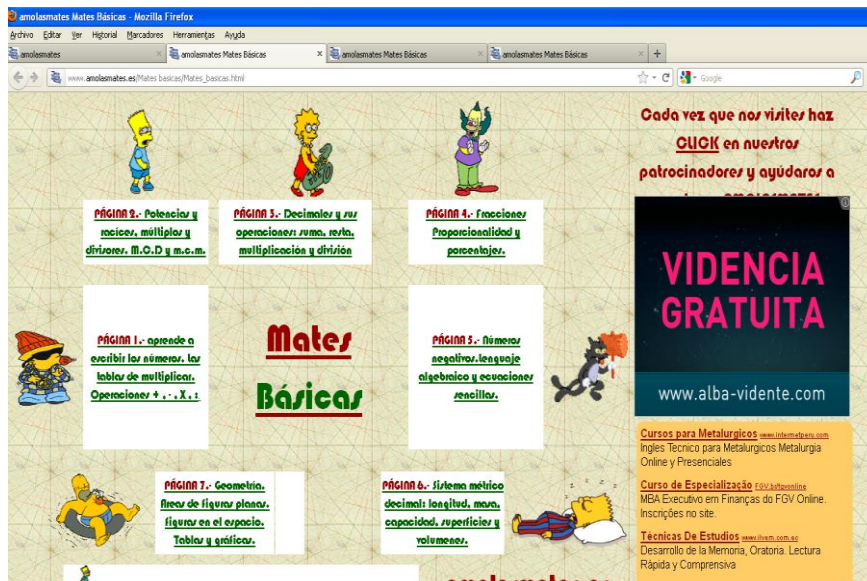 amolasmates Mates Básicas - Mozilla Firefox
Archivo Editar Ver Historial Marcadores Herramientas Ayuda
amolasmates
amolasmates Mates Básicas
amolasmates Mates Básicas
amolasmates Mates Básicas
www.amolasmates.es/Mates basicas/Mates_basicas.html
Google
PÁGINA 2.- Potencias y
racices, múltiplos y
divisores. M.C.D y m.c.m.
PÁGINA 3.- Decimales y sus
operaciones: suma, resta,
multiplicación y división
PÁGINA 4.- Fracciones
Proporcionalidad y
porcentajes.
PÁGINA 1.- aprende a
escribir los números. las
tablas de multiplicar.
Operaciones + , - , X , :
Mates
Básicas
PÁGINA 5.- Números
negativos.lenguaje
algebraico y ecuaciones
sencillas.
PÁGINA 7.- Geometría.
Areas de figuras planas.
figuras en el espacio.
Tablas y gráficas.
PÁGINA 6.- Sistema métrico
decimal: longitud, masa,
capacidad, superficies y
volumenes.
Cada vez que nos visites haz
CLICK en nuestros
patrocinadores y ayúdaros a
VIDENCIA
GRATUITA
www.alba-vidente.com
Cursos para Metalurgicos www.internetperu.com
Ingles Tecnico para Metalurgicos Metalurgia
Online y Presenciales
Curso de Especialização FGV.bsftpvonline
MBA Executivo em Finanças do FGV Online.
Inscrições no site.
Técnicas De Estudios www.ilvem.com.ec
Desarrollo de la Memoria, Oratoria. Lectura
Rápida y Comprensiva